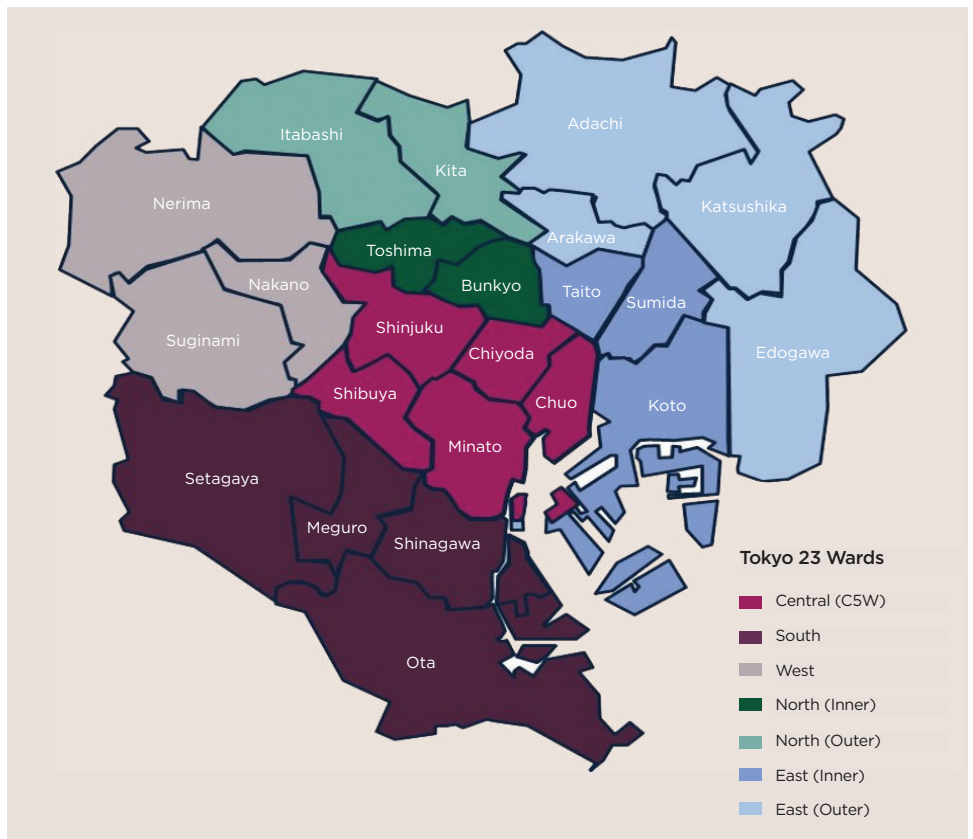 Adachi
Itabashi
Kita
Nerima
Katsushika
Arakawa
Toshima
Nakano
Bunkyo
Taito
Sumida
Suginami
Shinjuku
Chiyoda
Edogawa
Shibuya
Chuo
Koto
Minato
Setagaya
Meguro
Shinagawa
Ota
Tokyo 23 Wards
Central (C5W)
South
West
North (Inner)
North (Outer)
East (Inner)
East (Outer)